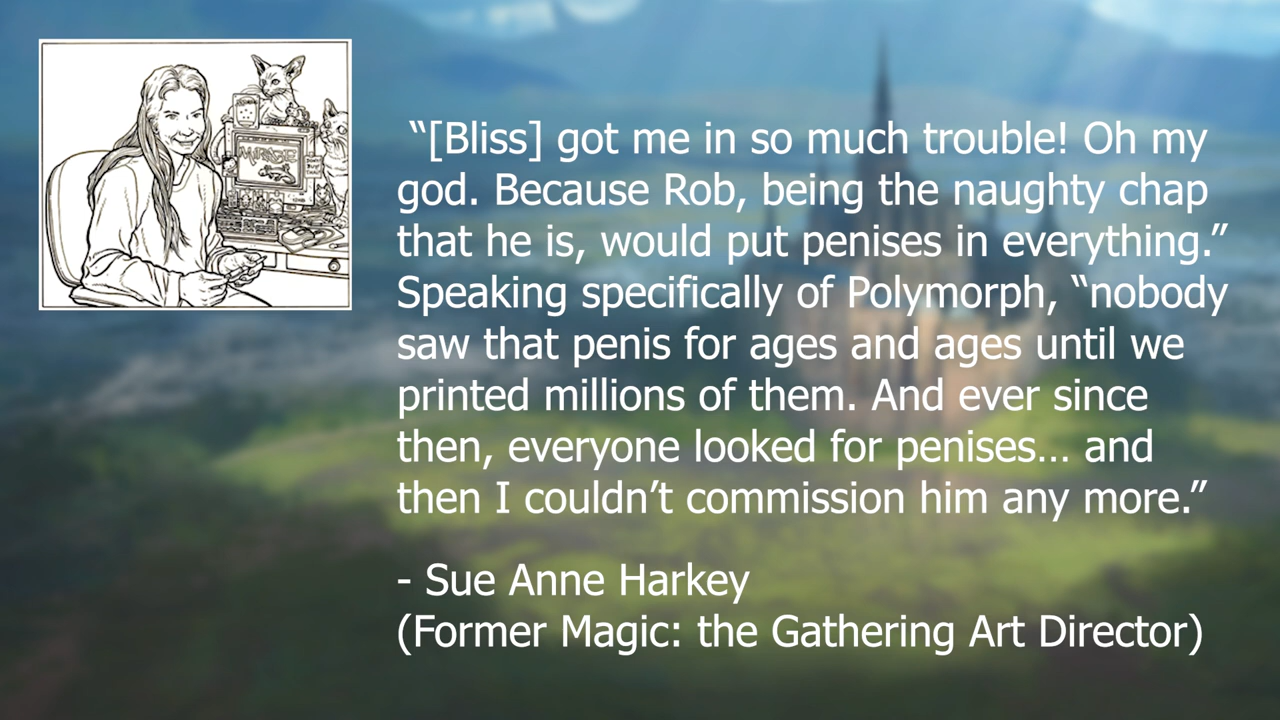 “[Bliss] got me in so much trouble! Oh my
god. Because Rob, being the naughty chap
that he is, would put penises in everything.”
Speaking specifically of Polymorph, “nobody
saw that penis for ages and ages until we
printed millions of them. And ever since
then, everyone looked for penises... and
then I couldn’t commission him any more.”
- Sue Anne Harkey
(Former Magic: the Gathering Art Director)